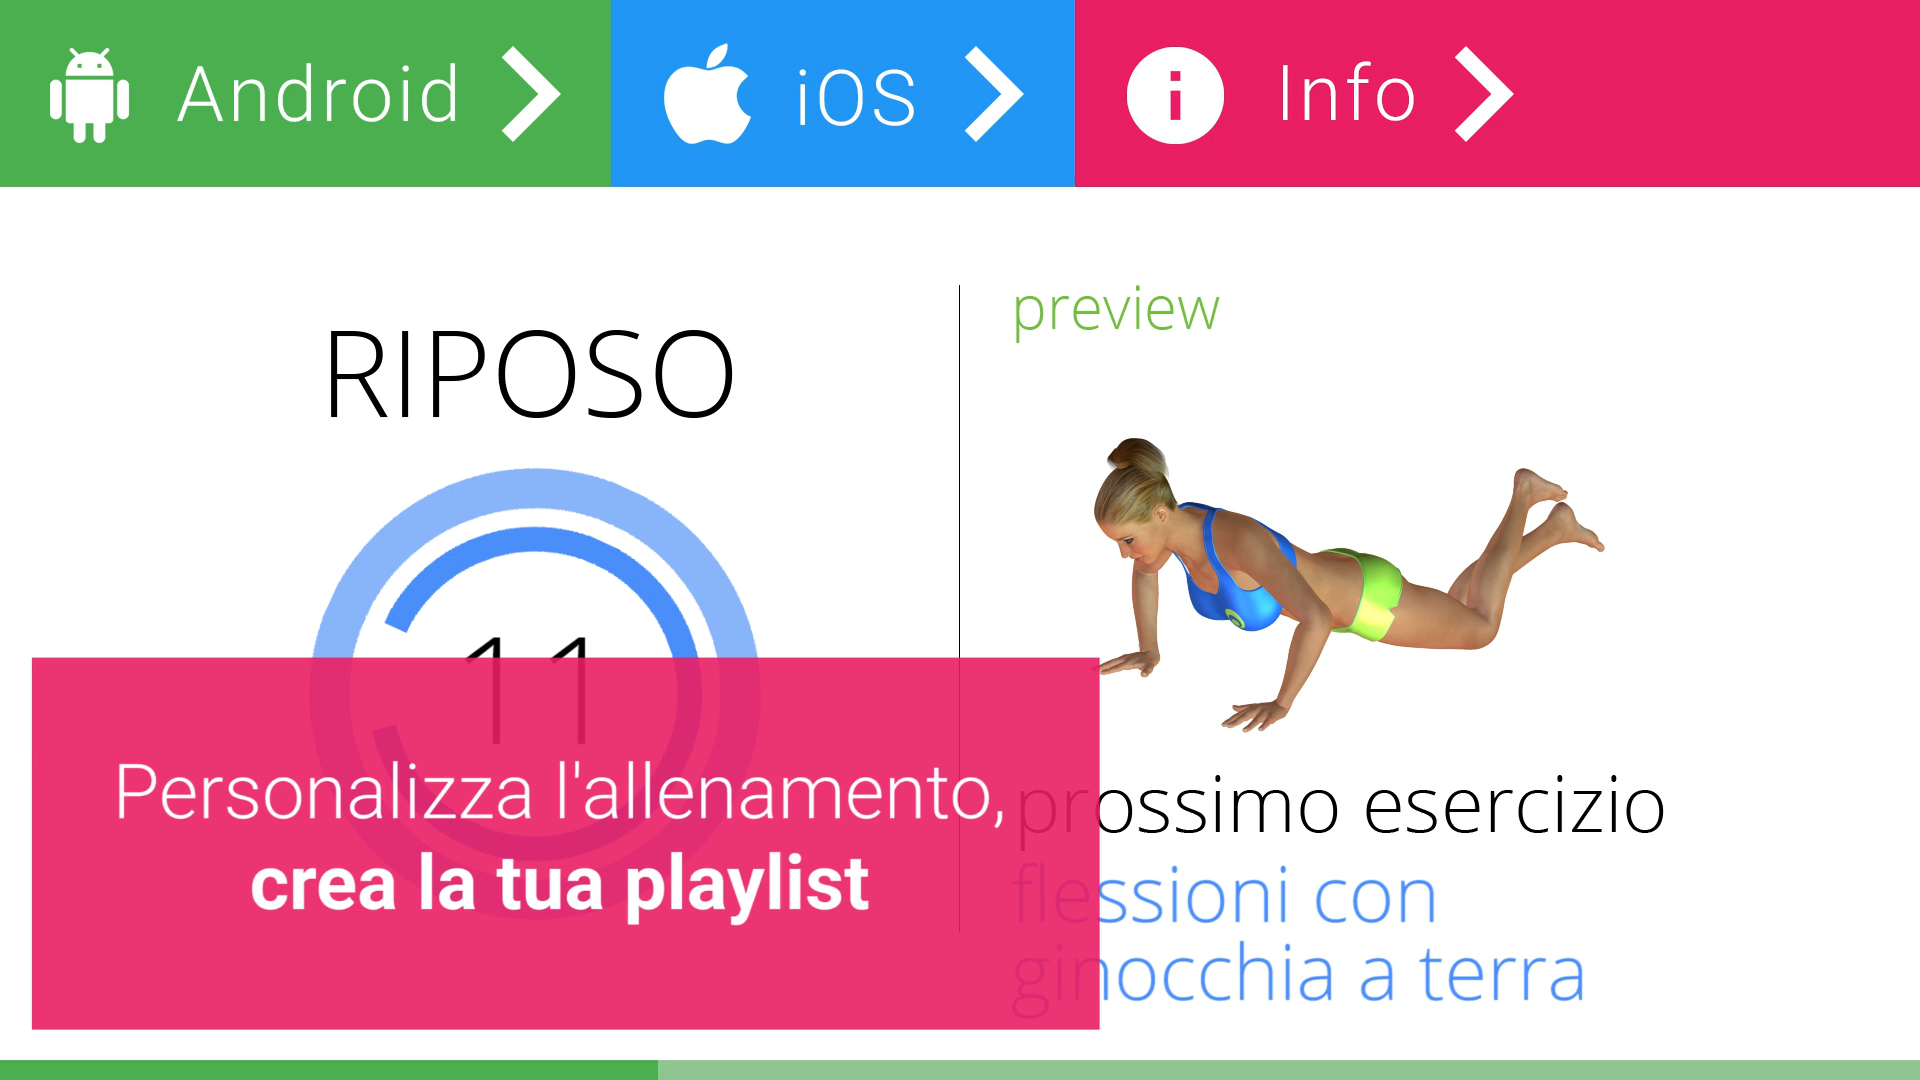 Android
iOS
Info
RIPOSO
11
preview
prossimo esercizio
flessioni con
ginocchia a terra
Personalizza l'allenamento,
crea la tua playlist